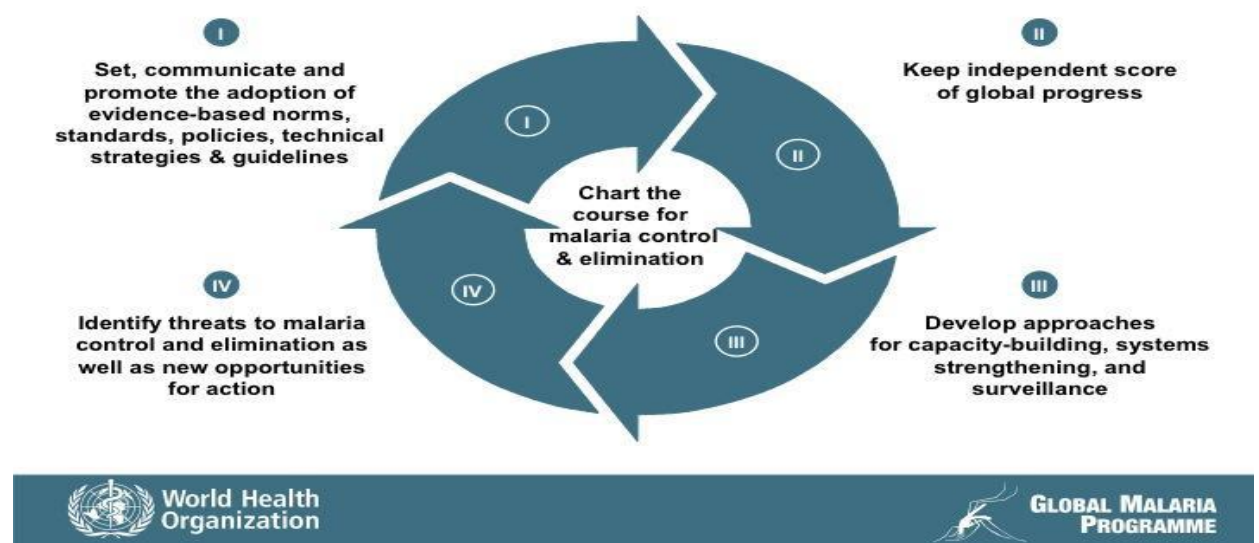 I
Set, communicate and
promote the adoption of
evidence-based norms,
standards, policies, technical
strategies & guidelines
II
Keep independent score
of global progress
I
II
Chart the
course for
malaria control
& elimination
IV
III
IV
Identify threats to malaria
control and elimination as
well as new opportunities
for action
III
Develop approaches
for capacity-building, systems
strengthening, and
surveillance
World Health
Organization
GLOBAL MALARIA
PROGRAMME